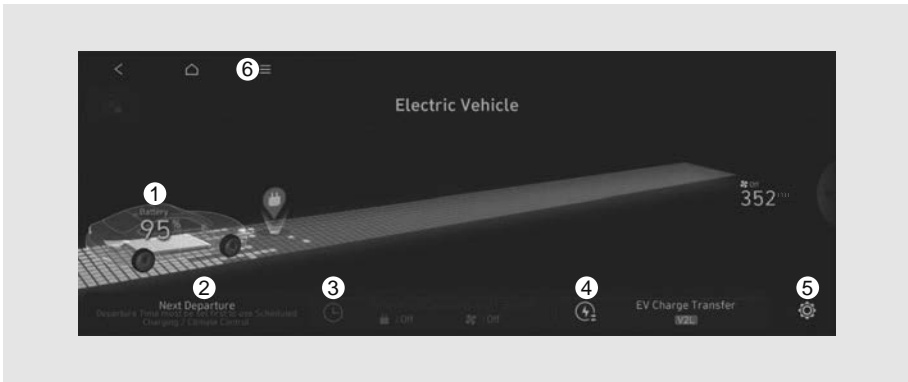 6
Electric Vehicle
1
Battery
95%
Off
352
2
3
4
5
Next Departure
Departure Time must be set first to use Scheduled
Charging / Climate Control
: Off
: Off
EV Charge Transfer
V2L